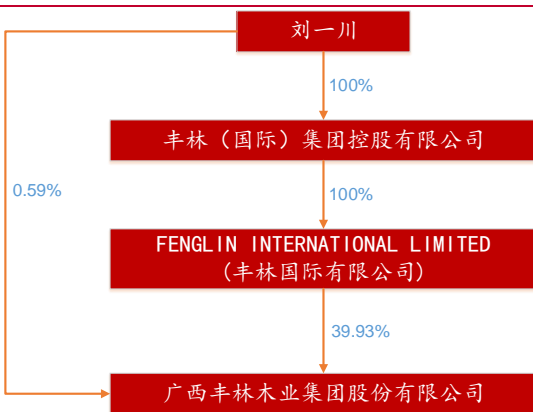 刘一川
100%
丰林（国际）集团控股有限公司
0.59%
100%
FENGLIN INTERNATIONAL LIMITED
(丰林国际有限公司)
39.93%
广西丰林木业集团股份有限公司